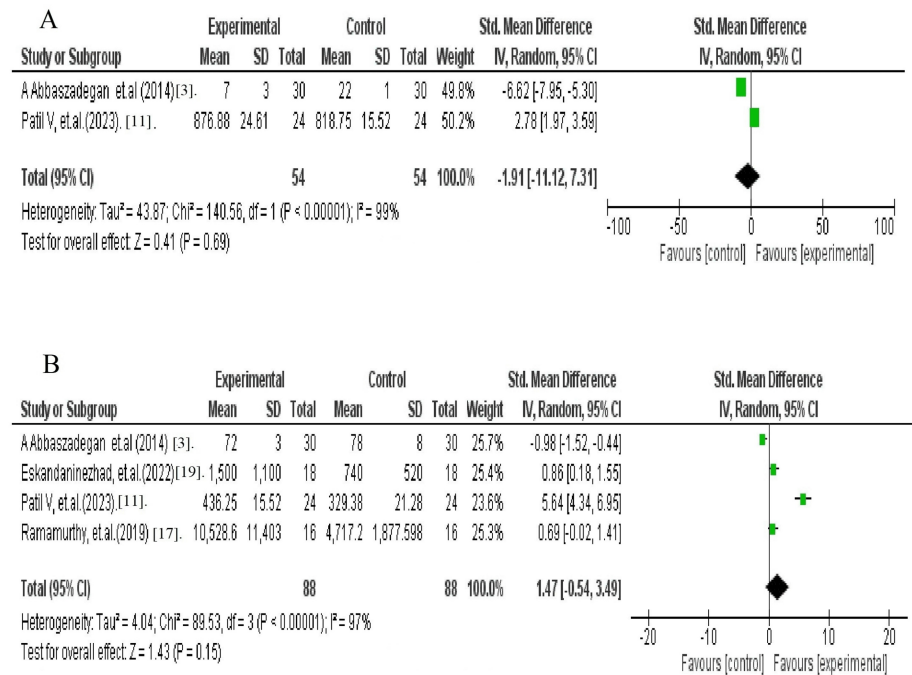 A
Experimental Control Std. Mean Difference Std. Mean Difference
Study or Subgroup Mean SD Total Mean SD Total Weight IV, Random, 95% CI IV, Random, 95% CI
A Abbaszadegan et.al (2014)[3]. 7 3 30 22 1 30 49.8% -6.62 [-7.95, -5.30]
Patil V, et.al.(2023). [11]. 876.88 24.61 24 818.75 15.52 24 50.2% 2.78 [1.97, 3.59]
Total (95% CI) 54 54 100.0% -1.91 [-11.12, 7.31]
Heterogeneity: Tau² = 43.87; Chi² = 140.56, df = 1 (P < 0.00001); I² = 99%
Test for overall effect: Z = 0.41 (P = 0.69)
-100 -50 0 50 100
Favours [control] Favours [experimental]
B
Experimental Control Std. Mean Difference Std. Mean Difference
Study or Subgroup Mean SD Total Mean SD Total Weight IV, Random, 95% CI IV, Random, 95% CI
A Abbaszadegan et.al (2014) [3]. 72 3 30 78 8 30 25.7% -0.98 [-1.52, -0.44]
Eskandaninezhad, et.al.(2022)[19]. 1,500 1,100 18 740 520 18 25.4% 0.86 [0.18, 1.55]
Patil V, et.al.(2023). [11]. 436.25 15.52 24 329.38 21.28 24 23.6% 5.64 [4.34, 6.95]
Ramamurthy, et.al.(2019) [17]. 10,528.6 11,403 16 4,717.2 1,877.598 16 25.3% 0.69 [-0.02, 1.41]
Total (95% CI) 88 88 100.0% 1.47 [-0.54, 3.49]
Heterogeneity: Tau² = 4.04; Chi² = 89.53, df = 3 (P < 0.00001); I² = 97%
Test for overall effect: Z = 1.43 (P = 0.15)
-20 -10 0 10 20
Favours [control] Favours [experimental]